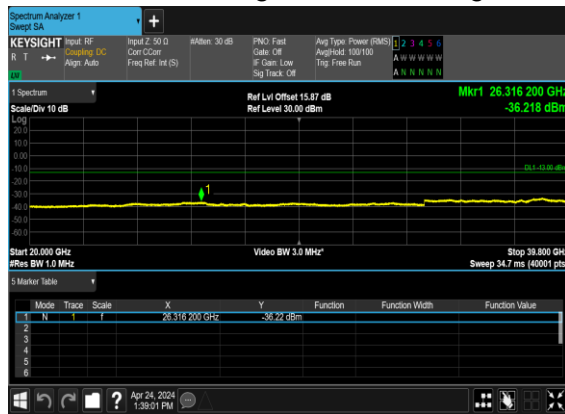 Spectrum Analyzer 1
Swept SA
KEYSIGHT Input: RF Input Z: 50 Ω #Atten: 30 dB PNO: Fast Avg Type: Power (RMS) 1 2 3 4 5 6
R T Coupling: DC Corr CCorr Gate: Off Avg|Hold: 100/100 A W W W W W
Align: Auto Freq Ref: Int (S) IF Gain: Low Trig: Free Run
LW Sig Track: Off A N N N N N
1 Spectrum Ref Lvl Offset 15.87 dB Mkr1 26.316 200 GHz
Scale/Div 10 dB Ref Level 30.00 dBm -36.218 dBm
Log
20.0
10.0
0.00
-10.0 DL1 -13.00 dBm
-20.0
-30.0 1
-40.0
-50.0
-60.0
Start 20.000 GHz Video BW 3.0 MHz* Stop 39.800 GHz
#Res BW 1.0 MHz Sweep 34.7 ms (40001 pts
5 Marker Table
Mode Trace Scale X Y Function Function Width Function Value
1 N 1 f 26.316 200 GHz -36.22 dBm
2
3
4
5
6
? Apr 24, 2024
1:39:01 PM